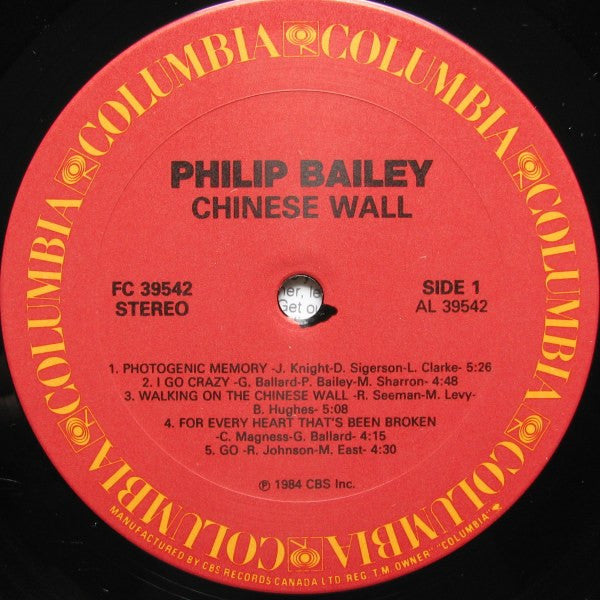 COLUMBIA COLUMBIA COLUMBIA COLUMBIA COLUMBIA COLUMBIA COLUMBIA
PHILIP BAILEY
CHINESE WALL
FC 39542
STEREO
SIDE 1
AL 39542
Get
1. PHOTOGENIC MEMORY -J. Knight-D. Sigerson-L. Clarke- 5:26
2. I GO CRAZY -G. Ballard-P. Bailey-M. Sharron- 4:48
3. WALKING ON THE CHINESE WALL -R. Seeman-M. Levy-
B. Hughes- 5:08
4. FOR EVERY HEART THAT'S BEEN BROKEN
-C. Magness-G. Ballard- 4:15
5. GO -R. Johnson-M. East- 4:30
℗ 1984 CBS Inc.
MANUFACTURED BY CBS RECORDS CANADA LTD REG. T.M. OWNER "COLUMBIA"